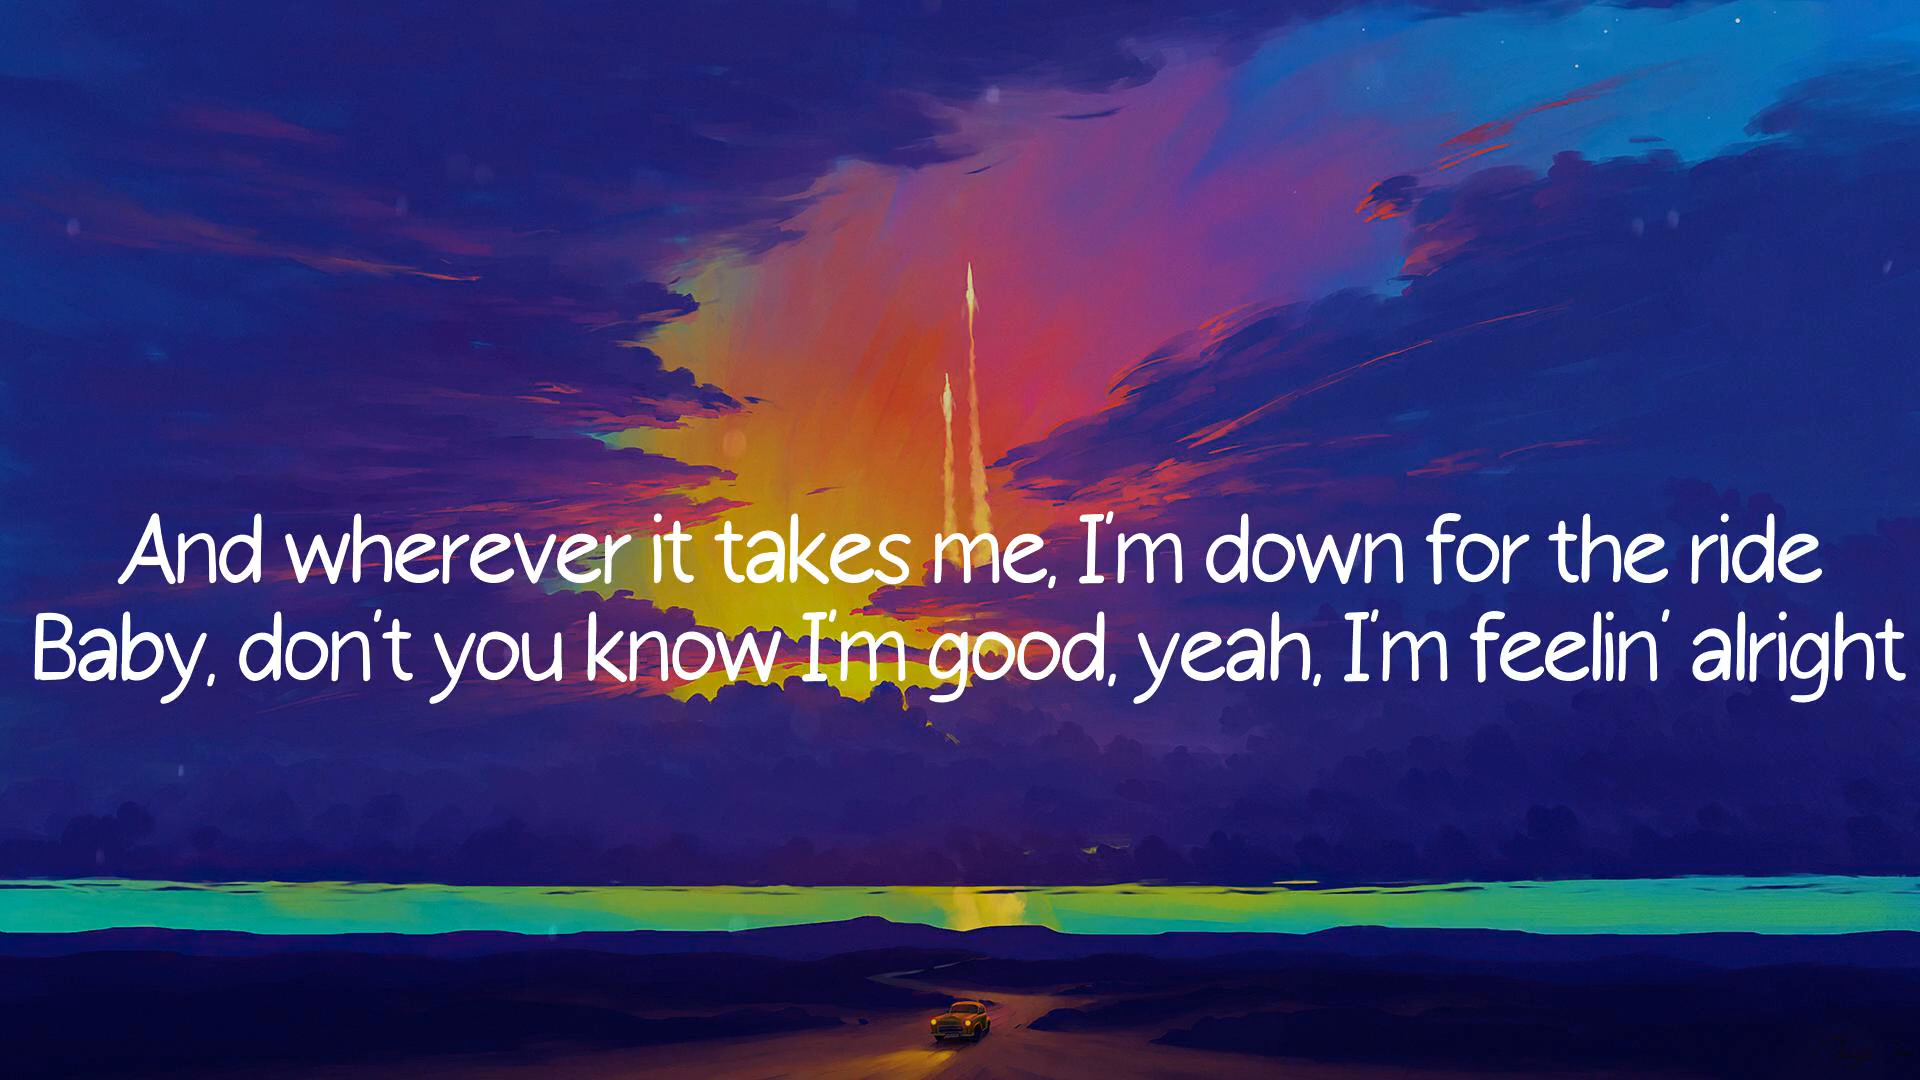 And wherever it takes me, I'm down for the ride
Baby, don't you know I'm good, yeah, I'm feelin' alright